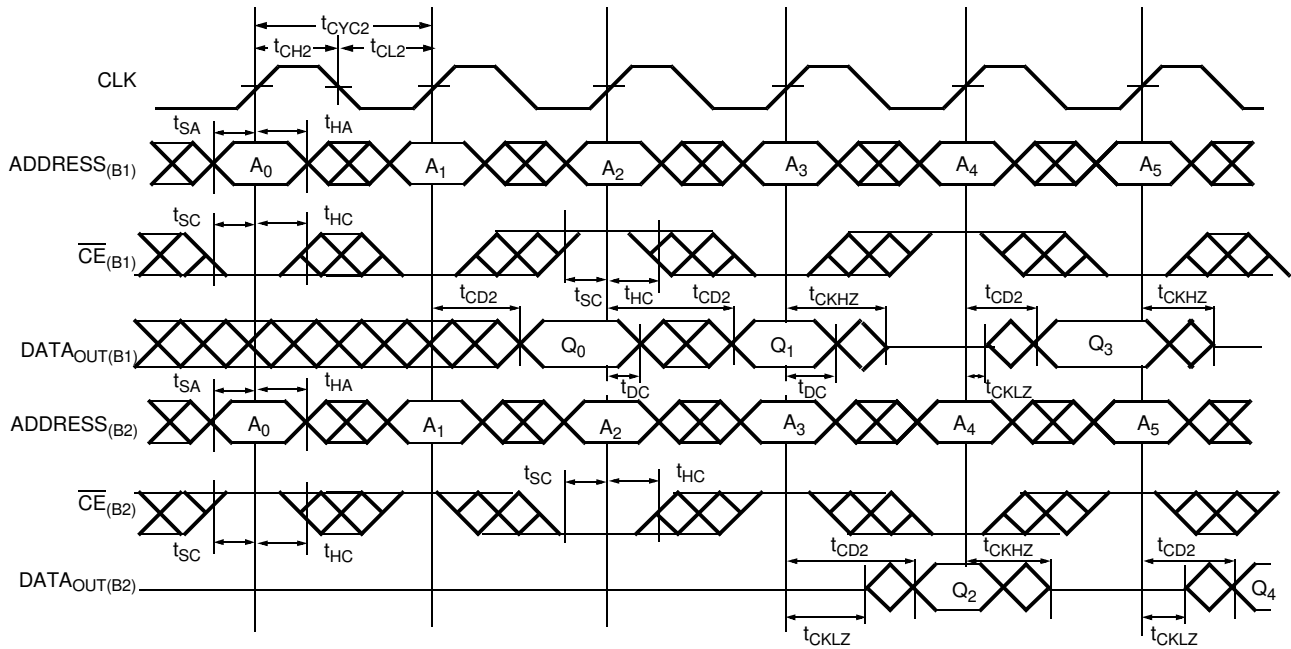 tCYC2
tCH2 tCL2
CLK
tSA tHA
ADDRESS(B1) A0 A1 A2 A3 A4 A5
tSC tHC
CE(B1)
tCD2 tSC tHC tCD2 tCKHZ tCD2 tCKHZ
DATAOUT(B1) Q0 Q1 Q3
tSA tHA tDC tDC tCKLZ
ADDRESS(B2) A0 A1 A2 A3 A4 A5
tSC tHC
CE(B2)
tSC tHC tCD2 tCKHZ tCD2
DATAOUT(B2) Q2 Q4
tCKLZ tCKLZ